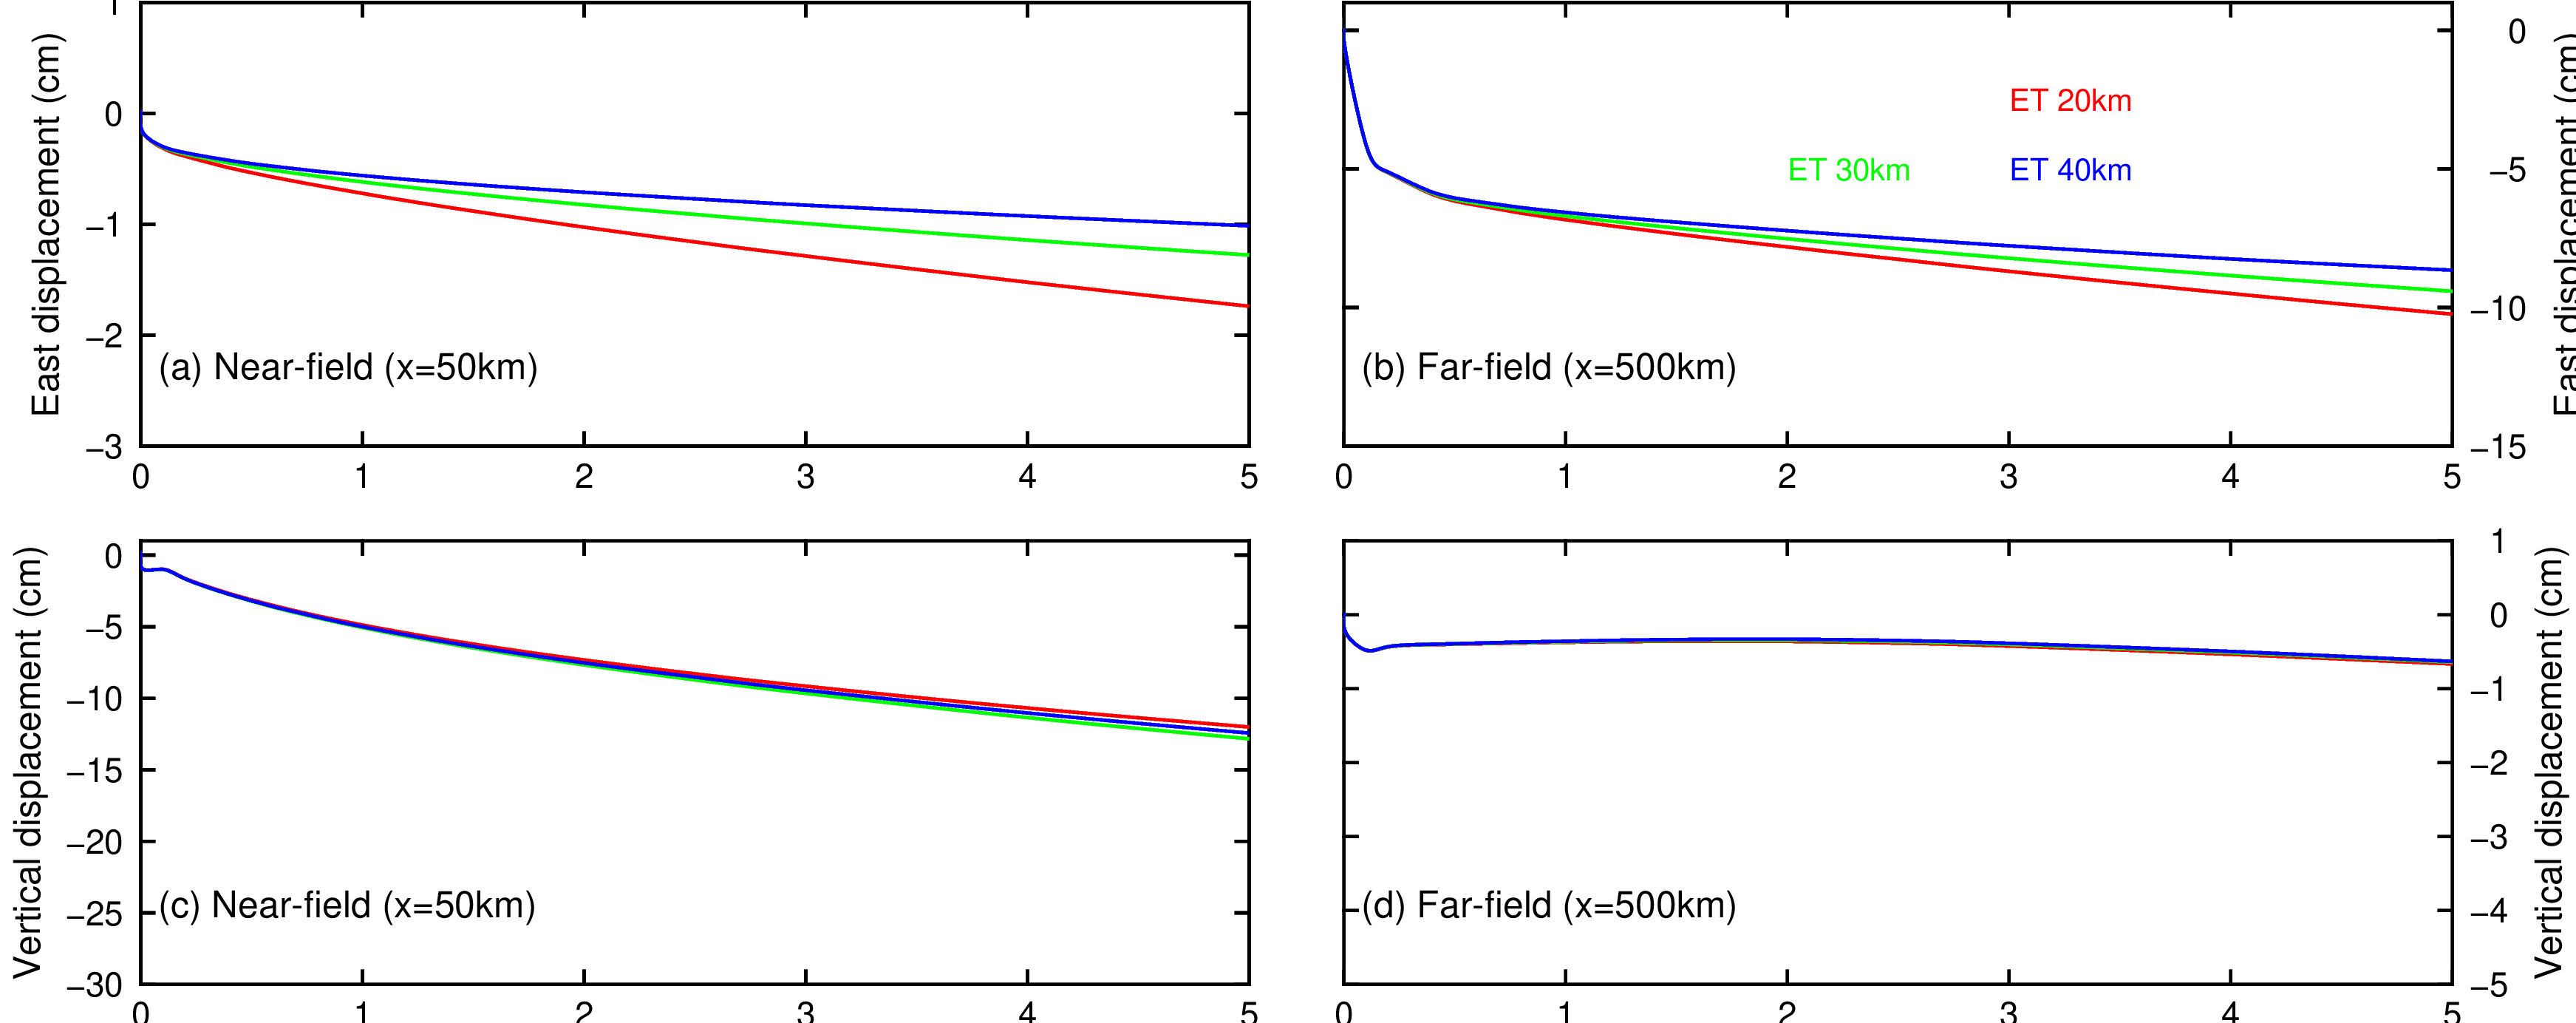 East displacement (cm)
0
−1
−2
−3
(a) Near-field (x=50km)
0 1 2 3 4 5
ET 20km
ET 30km ET 40km
(b) Far-field (x=500km)
0
−5
−10
−15
East displacement (cm)
0 1 2 3 4 5
Vertical displacement (cm)
0
−5
−10
−15
−20
−25
−30
(c) Near-field (x=50km)
0 1 2 3 4 5
(d) Far-field (x=500km)
1
0
−1
−2
−3
−4
−5
Vertical displacement (cm)
0 1 2 3 4 5